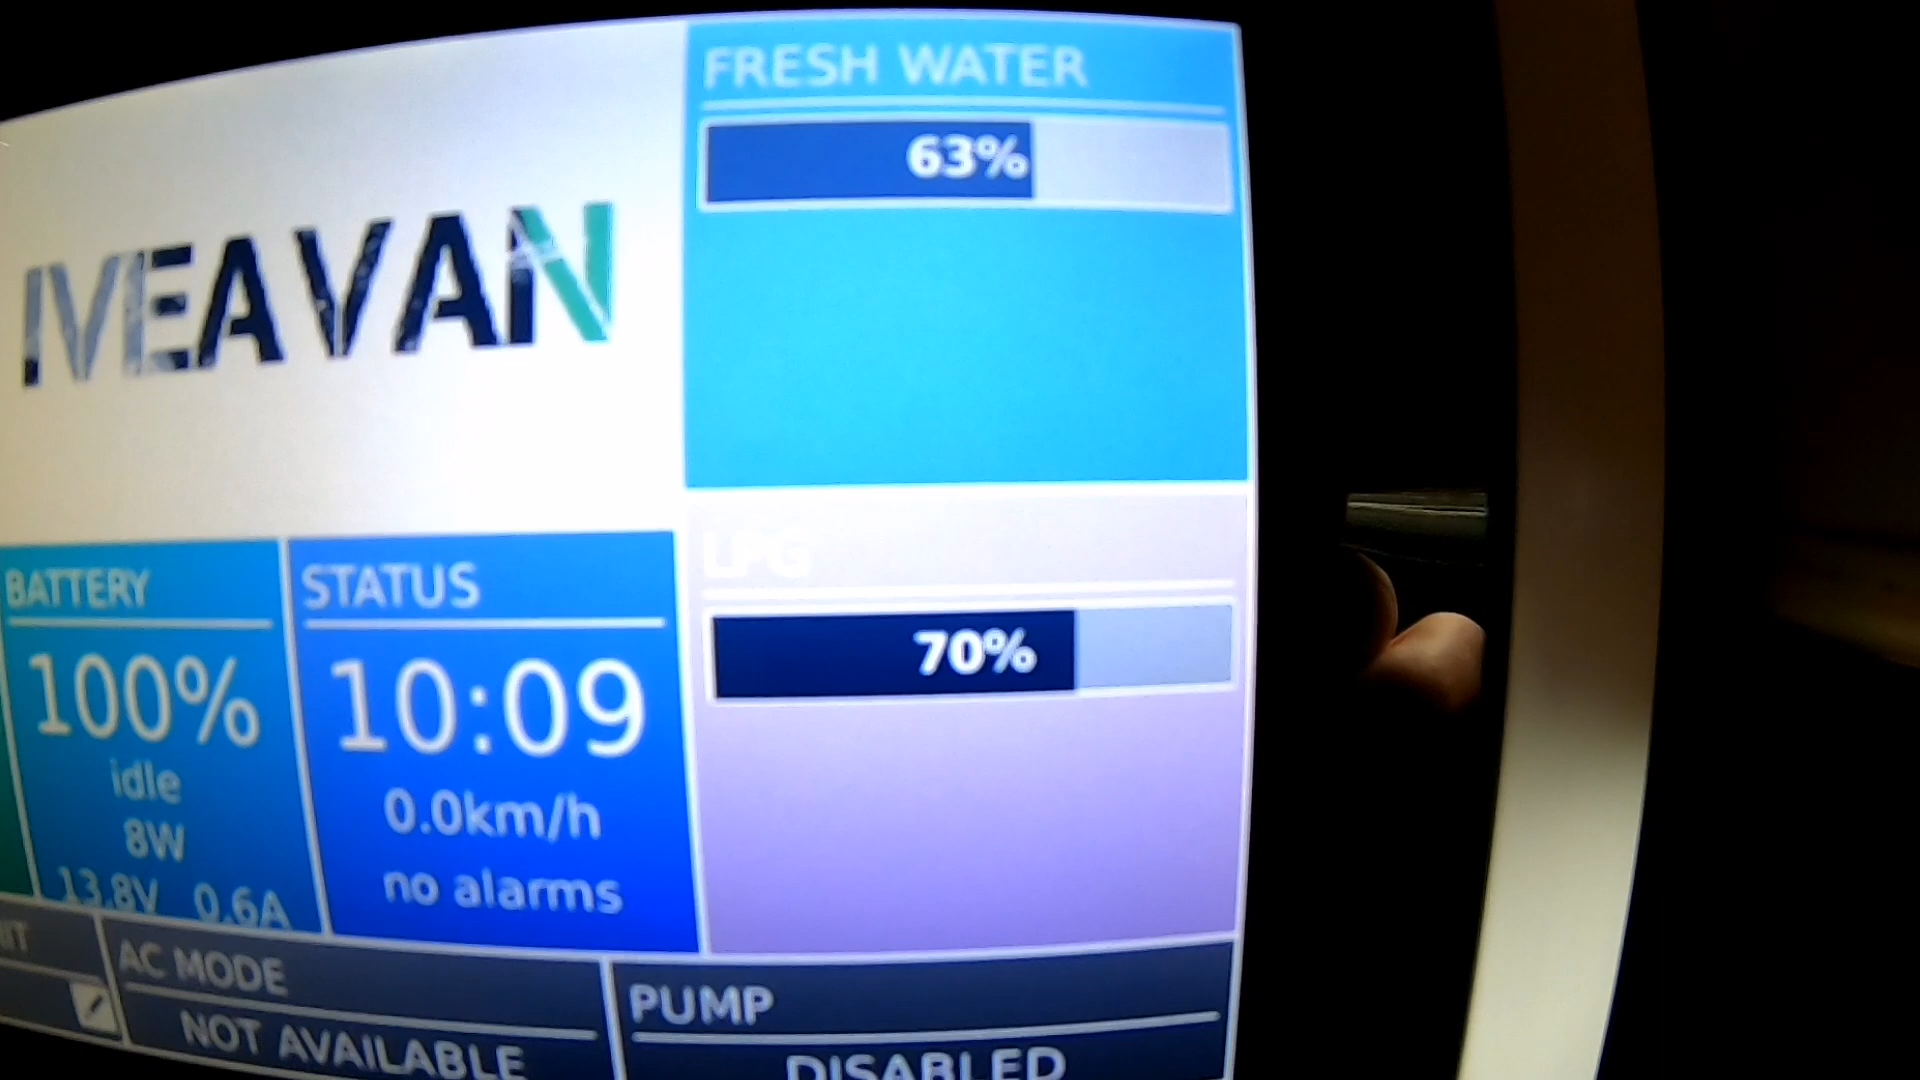 IVEAVAN
FRESH WATER
63%
LPG
70%
BATTERY
100%
idle
8W
13.8V 0.6A
STATUS
10:09
0.0km/h
no alarms
AC MODE
NOT AVAILABLE
PUMP
DISABLED